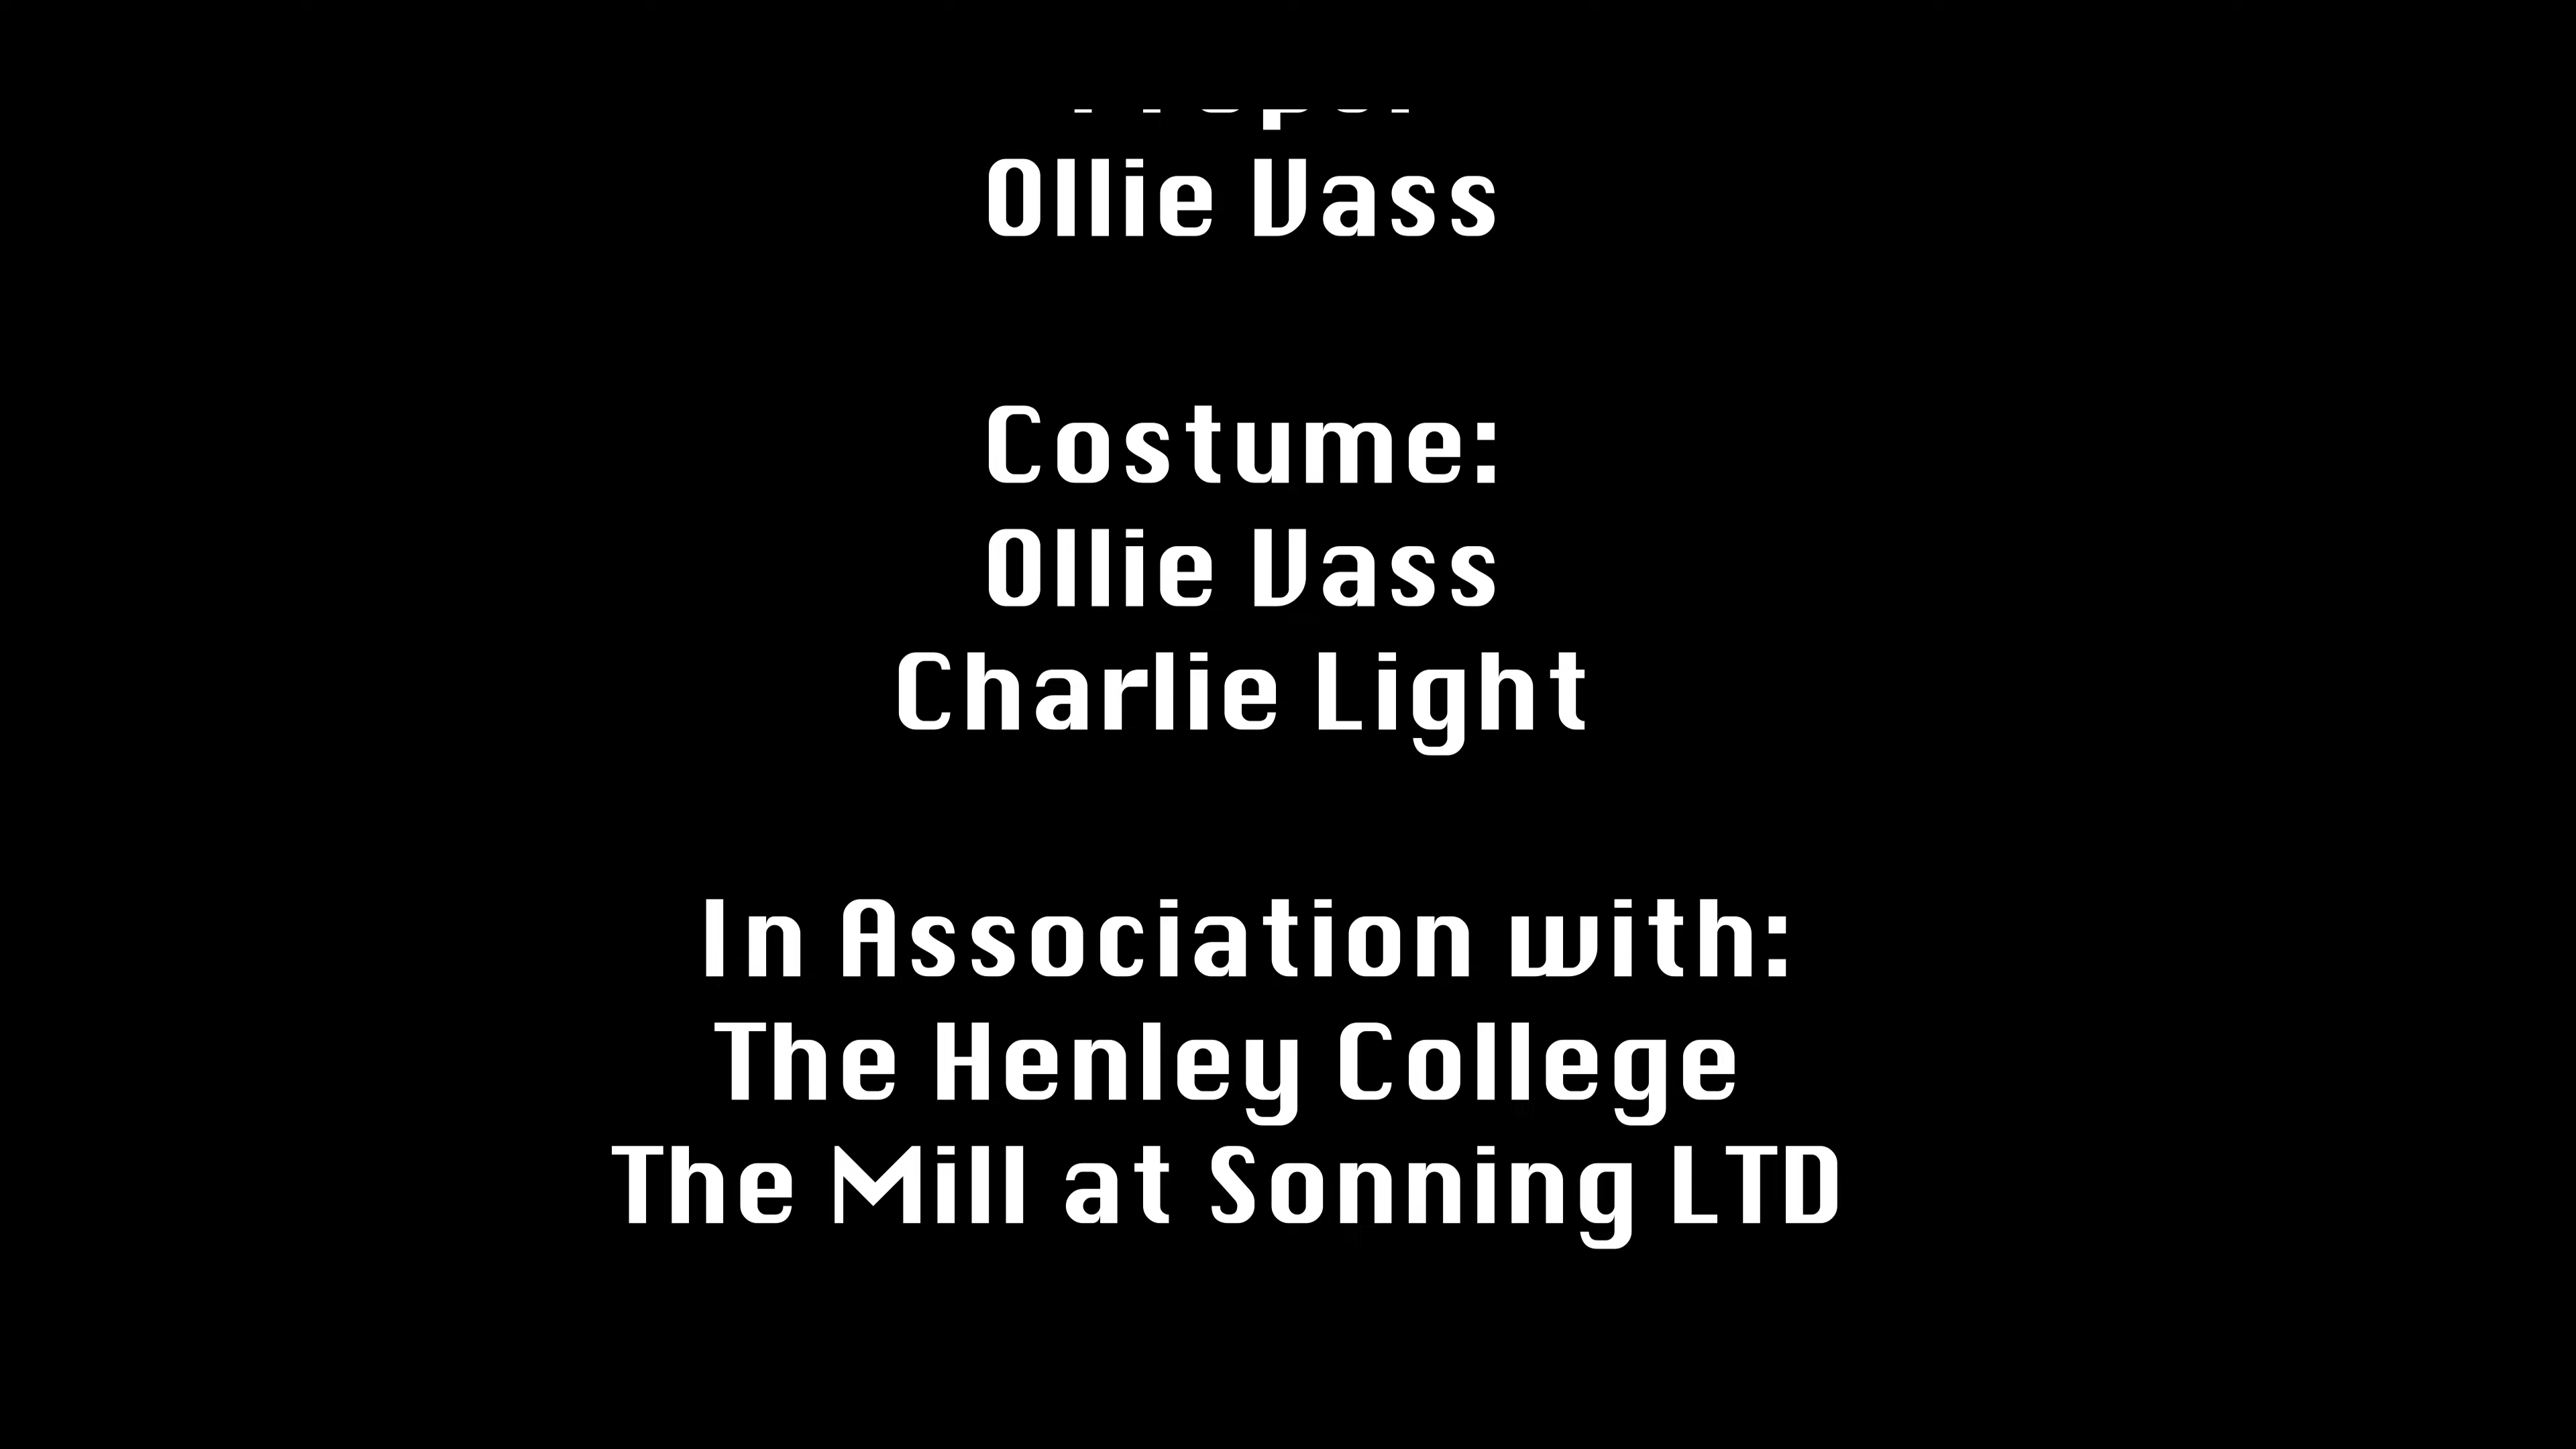 Ollie Vass
Costume:
Ollie Vass
Charlie Light
In Association with:
The Henley College
The Mill at Sonning LTD